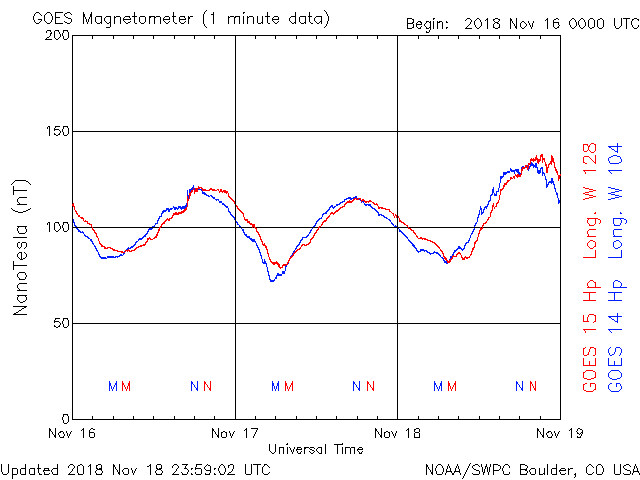 GOES Magnetometer (1 minute data)
Begin: 2018 Nov 16 0000 UTC
200
150
100
50
0
NanoTesla (nT)
M M N N M M N N M M N N
Nov 16 Nov 17 Nov 18 Nov 19
Universal Time
GOES 15 Hp Long. W 128
GOES 14 Hp Long. W 104
Updated 2018 Nov 18 23:59:02 UTC
NOAA/SWPC Boulder, CO USA